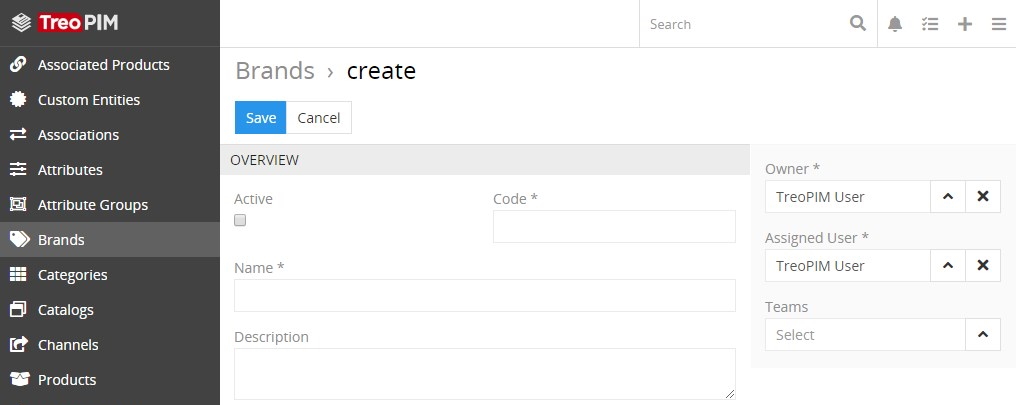 TreoPIM
Search
Associated Products
Custom Entities
Associations
Attributes
Attribute Groups
Brands
Categories
Catalogs
Channels
Products
Brands › create
Save Cancel
OVERVIEW
Active
Code *
Name *
Description
Owner *
TreoPIM User
Assigned User *
TreoPIM User
Teams
Select